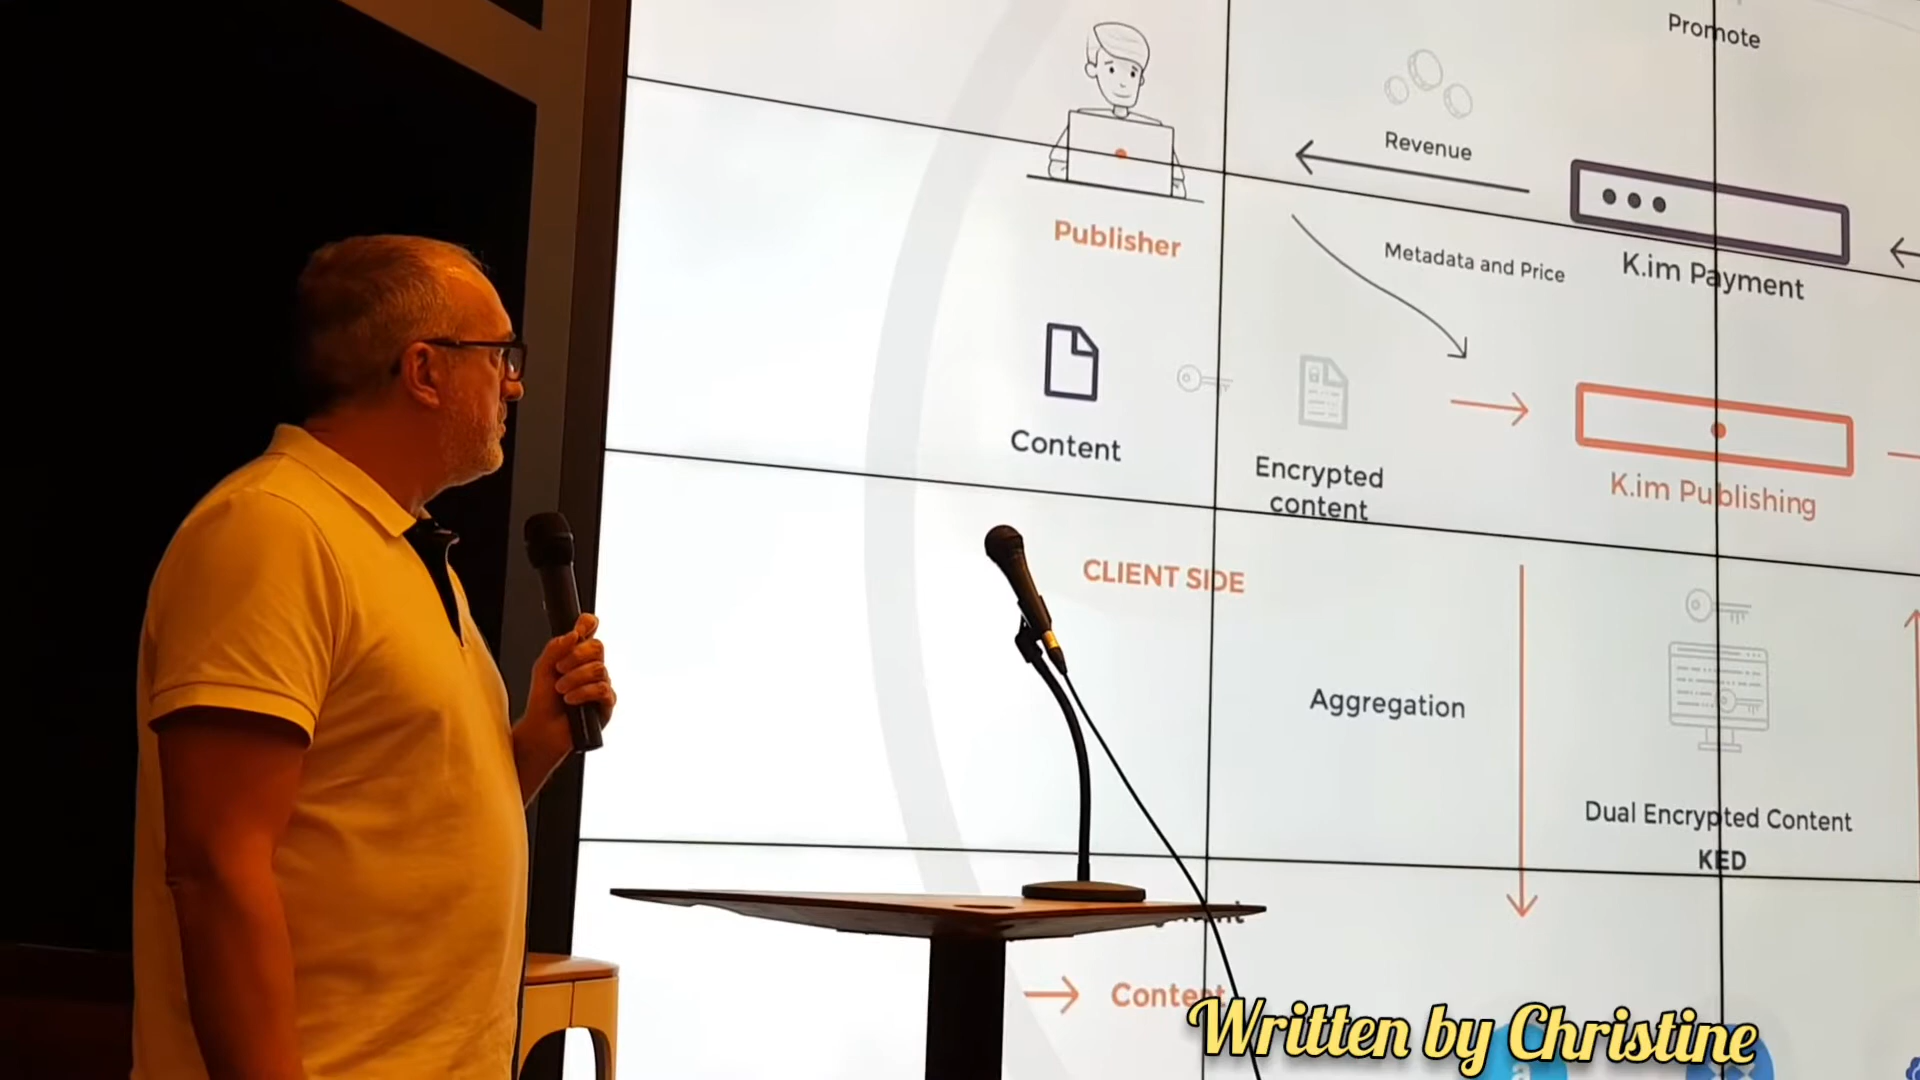 Promote
Revenue
Publisher
Metadata and Price
K.im Payment
Content
Encrypted
content
K.im Publishing
CLIENT SIDE
Aggregation
Dual Encrypted Content
KED
Content
Written by Christine
a